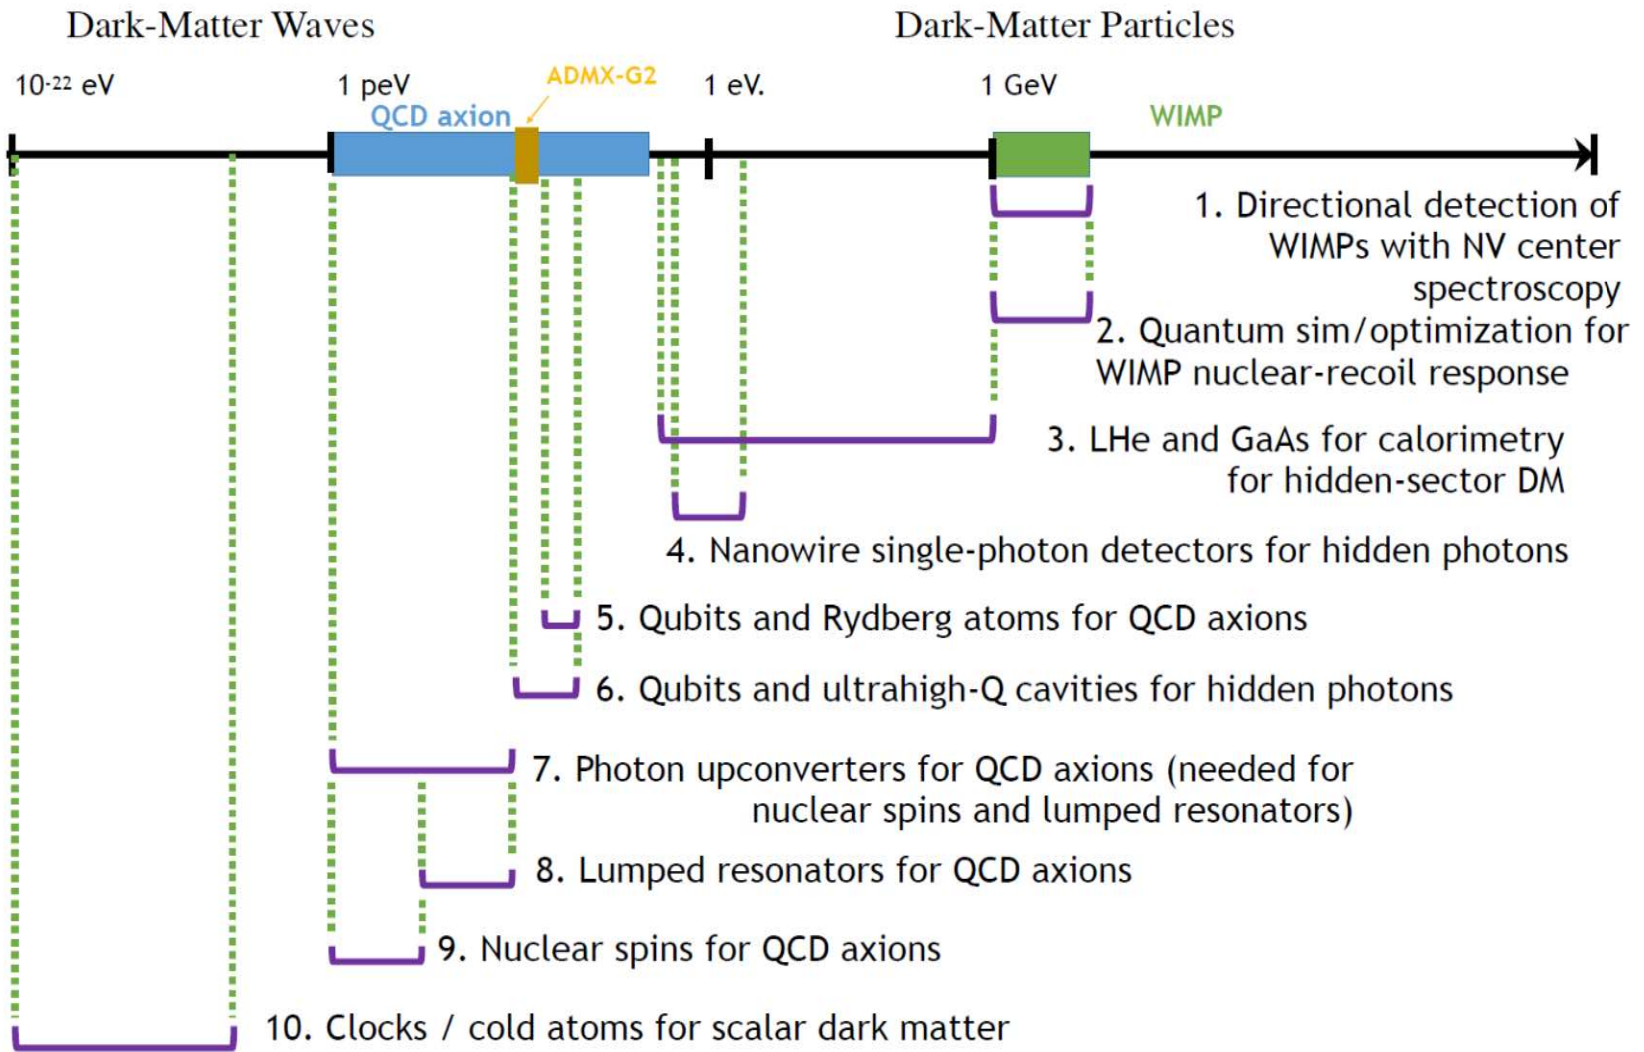 Dark-Matter Waves
Dark-Matter Particles
10-22 eV
1 peV
ADMX-G2
1 eV.
1 GeV
QCD axion
WIMP
1. Directional detection of
WIMPs with NV center
spectroscopy
2. Quantum sim/optimization for
WIMP nuclear-recoil response
3. LHe and GaAs for calorimetry
for hidden-sector DM
4. Nanowire single-photon detectors for hidden photons
5. Qubits and Rydberg atoms for QCD axions
6. Qubits and ultrahigh-Q cavities for hidden photons
7. Photon upconverters for QCD axions (needed for
nuclear spins and lumped resonators)
8. Lumped resonators for QCD axions
9. Nuclear spins for QCD axions
10. Clocks / cold atoms for scalar dark matter